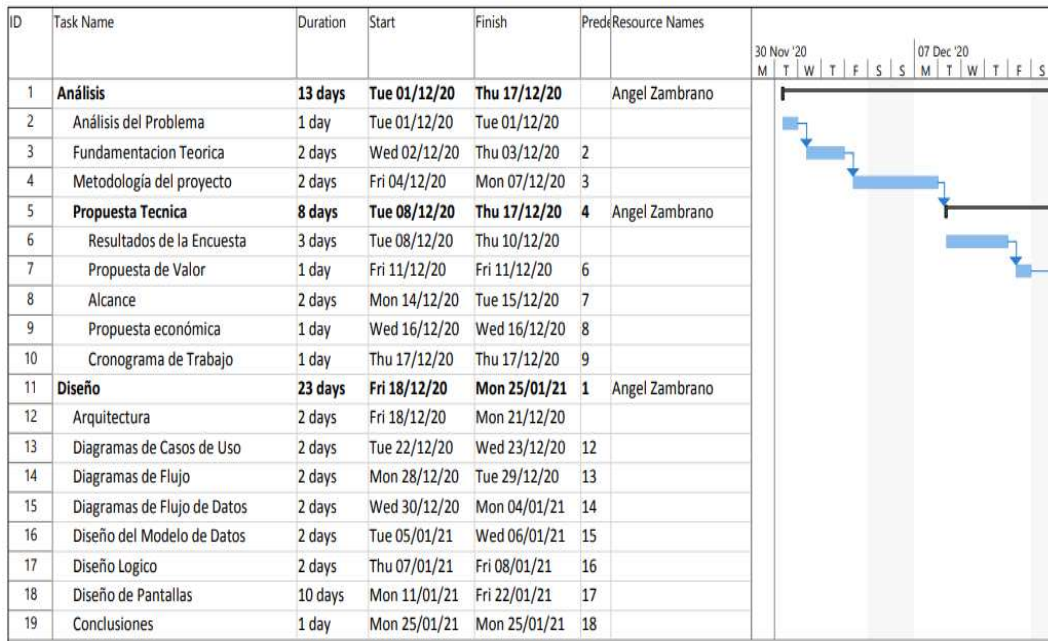 ID Task Name Duration Start Finish Prede Resource Names
30 Nov '20 07 Dec '20
M T W T F S S M T W T F S
1 Análisis 13 days Tue 01/12/20 Thu 17/12/20 Angel Zambrano
2 Análisis del Problema 1 day Tue 01/12/20 Tue 01/12/20
3 Fundamentacion Teorica 2 days Wed 02/12/20 Thu 03/12/20 2
4 Metodología del proyecto 2 days Fri 04/12/20 Mon 07/12/20 3
5 Propuesta Tecnica 8 days Tue 08/12/20 Thu 17/12/20 4 Angel Zambrano
6 Resultados de la Encuesta 3 days Tue 08/12/20 Thu 10/12/20
7 Propuesta de Valor 1 day Fri 11/12/20 Fri 11/12/20 6
8 Alcance 2 days Mon 14/12/20 Tue 15/12/20 7
9 Propuesta económica 1 day Wed 16/12/20 Wed 16/12/20 8
10 Cronograma de Trabajo 1 day Thu 17/12/20 Thu 17/12/20 9
11 Diseño 23 days Fri 18/12/20 Mon 25/01/21 1 Angel Zambrano
12 Arquitectura 2 days Fri 18/12/20 Mon 21/12/20
13 Diagramas de Casos de Uso 2 days Tue 22/12/20 Wed 23/12/20 12
14 Diagramas de Flujo 2 days Mon 28/12/20 Tue 29/12/20 13
15 Diagramas de Flujo de Datos 2 days Wed 30/12/20 Mon 04/01/21 14
16 Diseño del Modelo de Datos 2 days Tue 05/01/21 Wed 06/01/21 15
17 Diseño Logico 2 days Thu 07/01/21 Fri 08/01/21 16
18 Diseño de Pantallas 10 days Mon 11/01/21 Fri 22/01/21 17
19 Conclusiones 1 day Mon 25/01/21 Mon 25/01/21 18